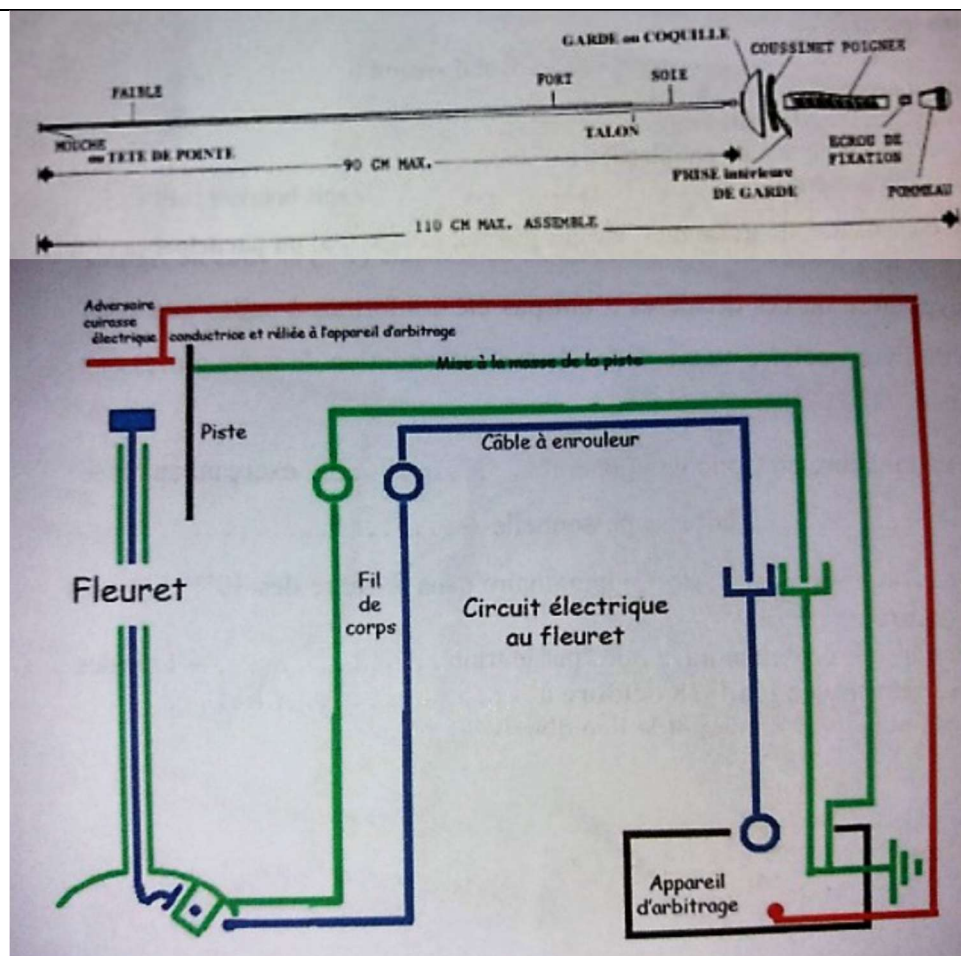 GARDE ou COQUILLE
COUSSINET POIGNEE
FAIBLE
FORT
SOIE
MOUCHE
ou TETE DE POINTE
TALON
90 CM MAX.
PRISE intérieure
DE GARDE
ECROU DE
FIXATION
POMMEAU
110 CM MAX. ASSEMBLE
Adversaire
cuirasse
électrique conductrice et réliée à l'appareil d'arbitrage
Mise à la masse de la piste
Piste
Câble à enrouleur
Fleuret
Fil
de
corps
Circuit électrique
au fleuret
Appareil
d'arbitrage